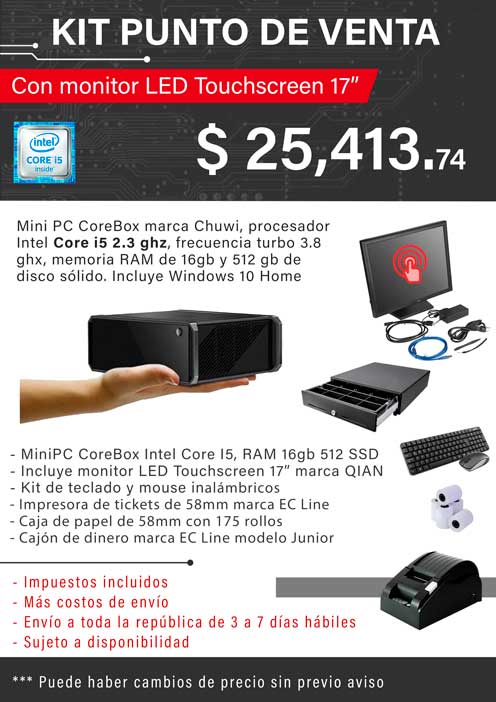 KIT PUNTO DE VENTA
Con monitor LED Touchscreen 17”
intel
CORE i5
inside
$ 25,413.74
Mini PC CoreBox marca Chuwi, procesador
Intel Core i5 2.3 ghz, frecuencia turbo 3.8
ghx, memoria RAM de 16gb y 512 gb de
disco sólido. Incluye Windows 10 Home
- MiniPC CoreBox Intel Core I5, RAM 16gb 512 SSD
- Incluye monitor LED Touchscreen 17” marca QIAN
- Kit de teclado y mouse inalámbricos
- Impresora de tickets de 58mm marca EC Line
- Caja de papel de 58mm con 175 rollos
- Cajón de dinero marca EC Line modelo Junior
- Impuestos incluidos
- Más costos de envío
- Envío a toda la república de 3 a 7 días hábiles
- Sujeto a disponibilidad
*** Puede haber cambios de precio sin previo aviso